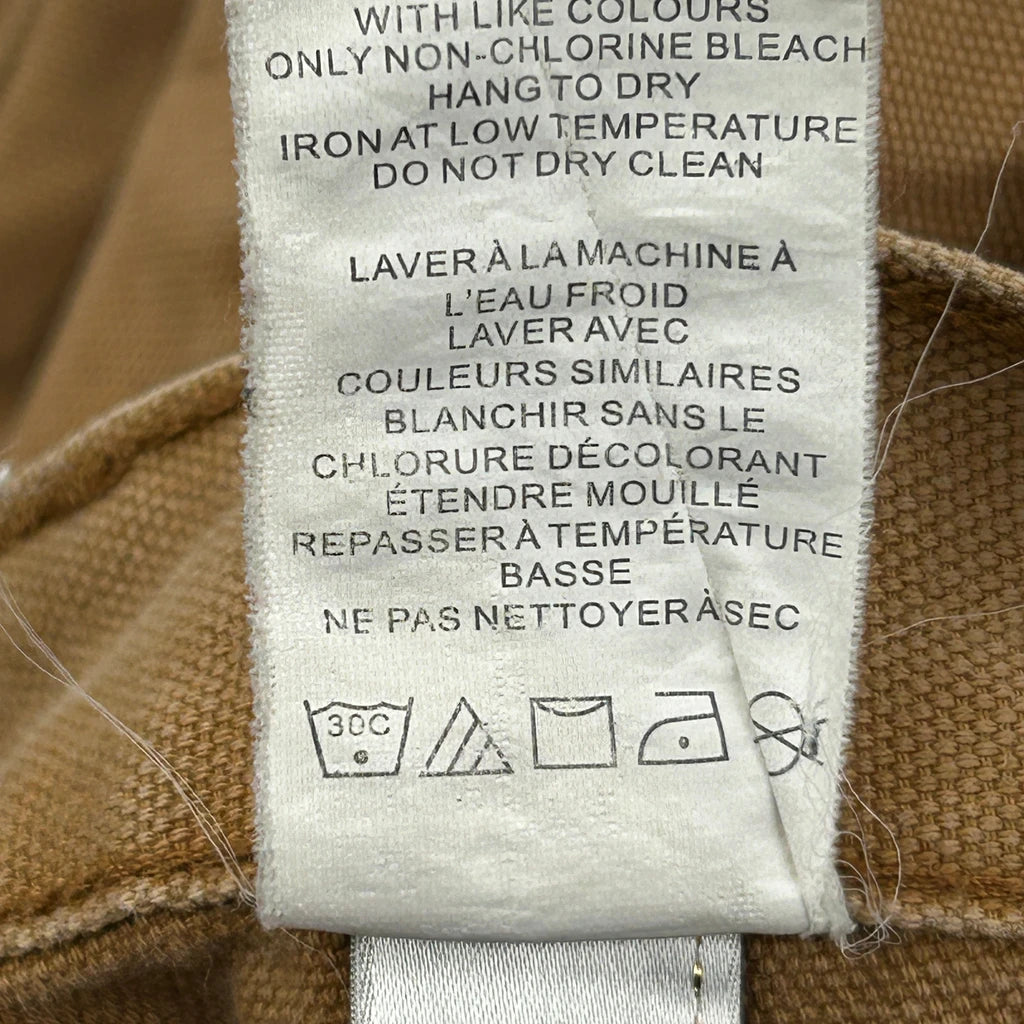 WITH LIKE COLOURS
ONLY NON-CHLORINE BLEACH
HANG TO DRY
IRON AT LOW TEMPERATURE
DO NOT DRY CLEAN
LAVER À LA MACHINE À
L'EAU FROID
LAVER AVEC
COULEURS SIMILAIRES
BLANCHIR SANS LE
CHLORURE DÉCOLORANT
ÉTENDRE MOUILLÉ
REPASSER À TEMPÉRATURE
BASSE
NE PAS NETTOYER À SEC
30C